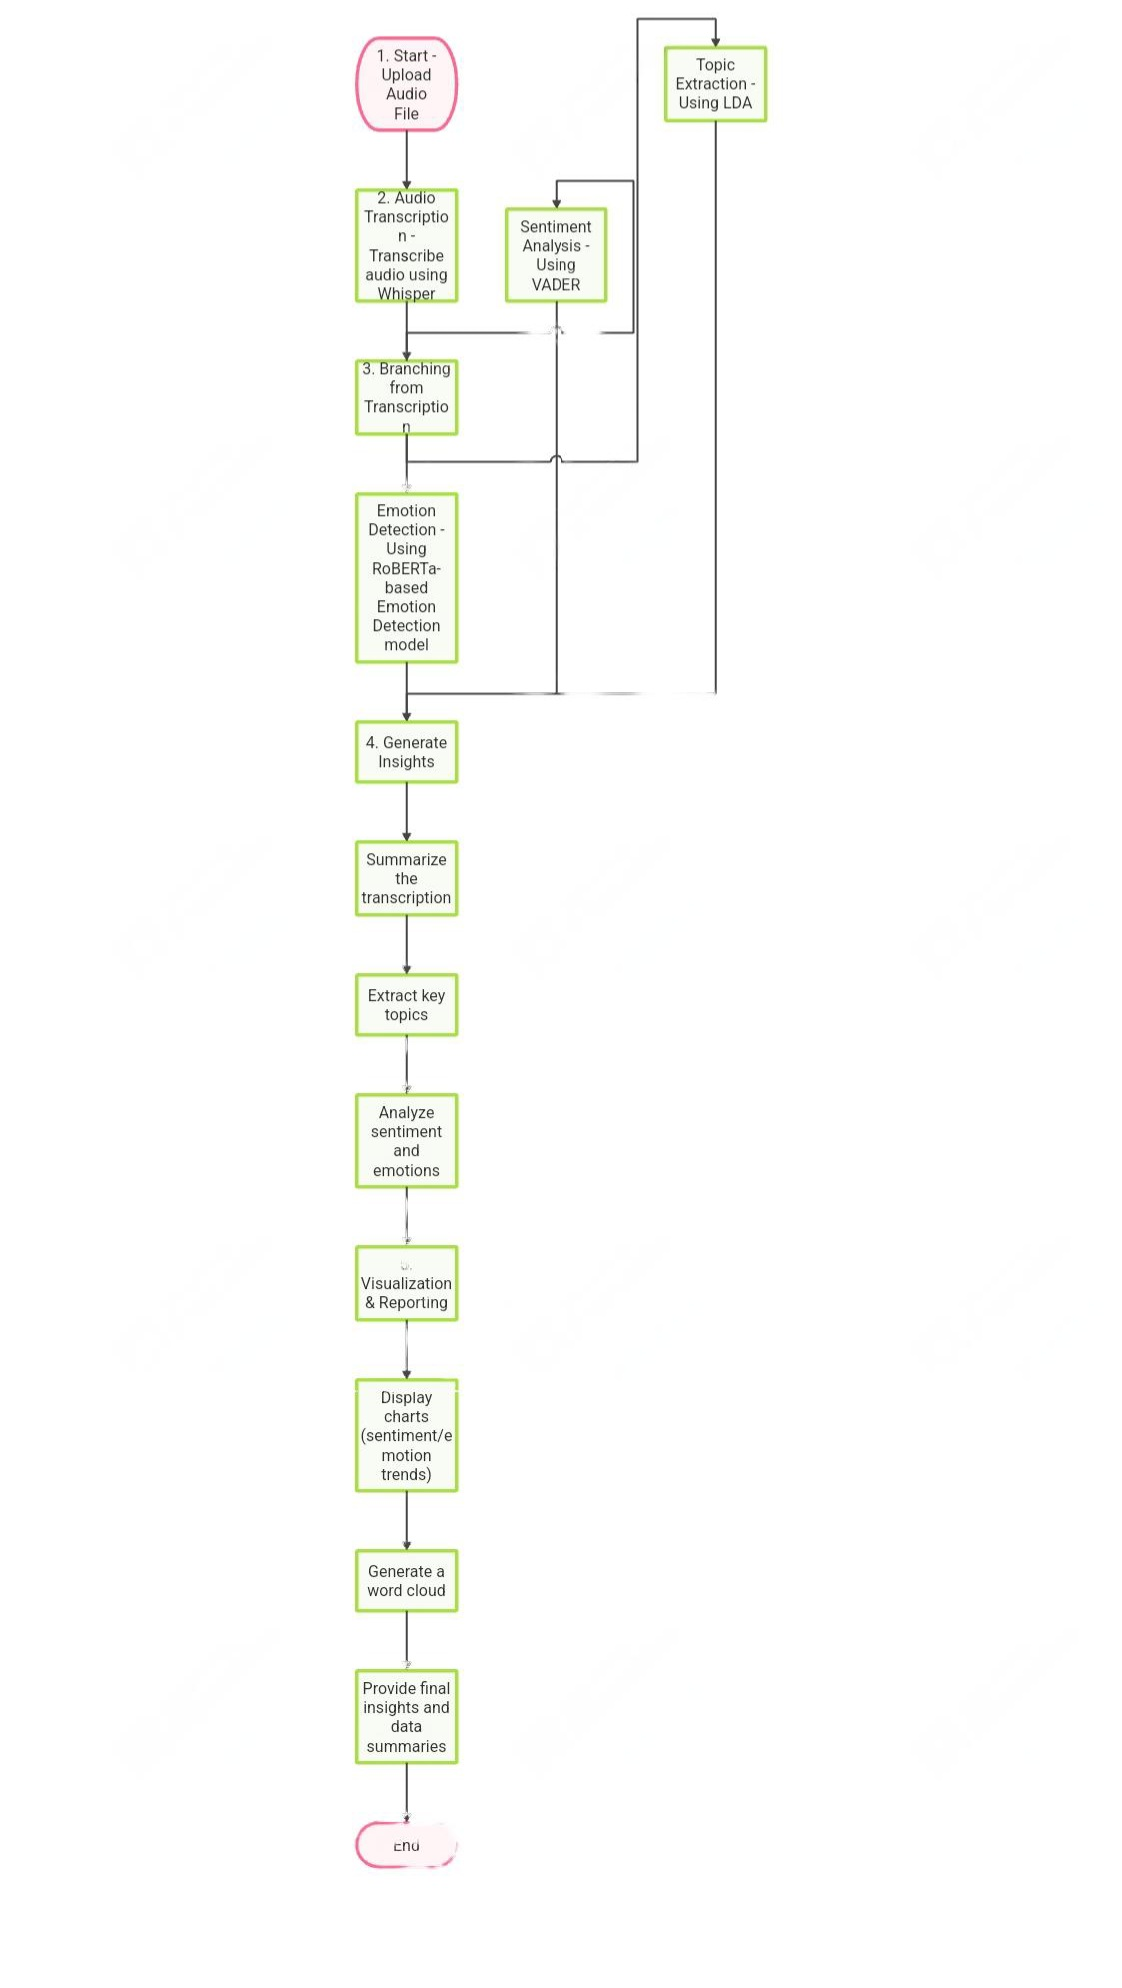 1. Start -
Upload
Audio
File
Topic
Extraction -
Using LDA
2. Audio
Transcriptio
n -
Transcribe
audio using
Whisper
Sentiment
Analysis -
Using
VADER
3. Branching
from
Transcriptio
n
Emotion
Detection -
Using
RoBERTa-
based
Emotion
Detection
model
4. Generate
Insights
Summarize
the
transcription
Extract key
topics
Analyze
sentiment
and
emotions
Visualization
& Reporting
Display
charts
(sentiment/e
motion
trends)
Generate a
word cloud
Provide final
insights and
data
summaries
End